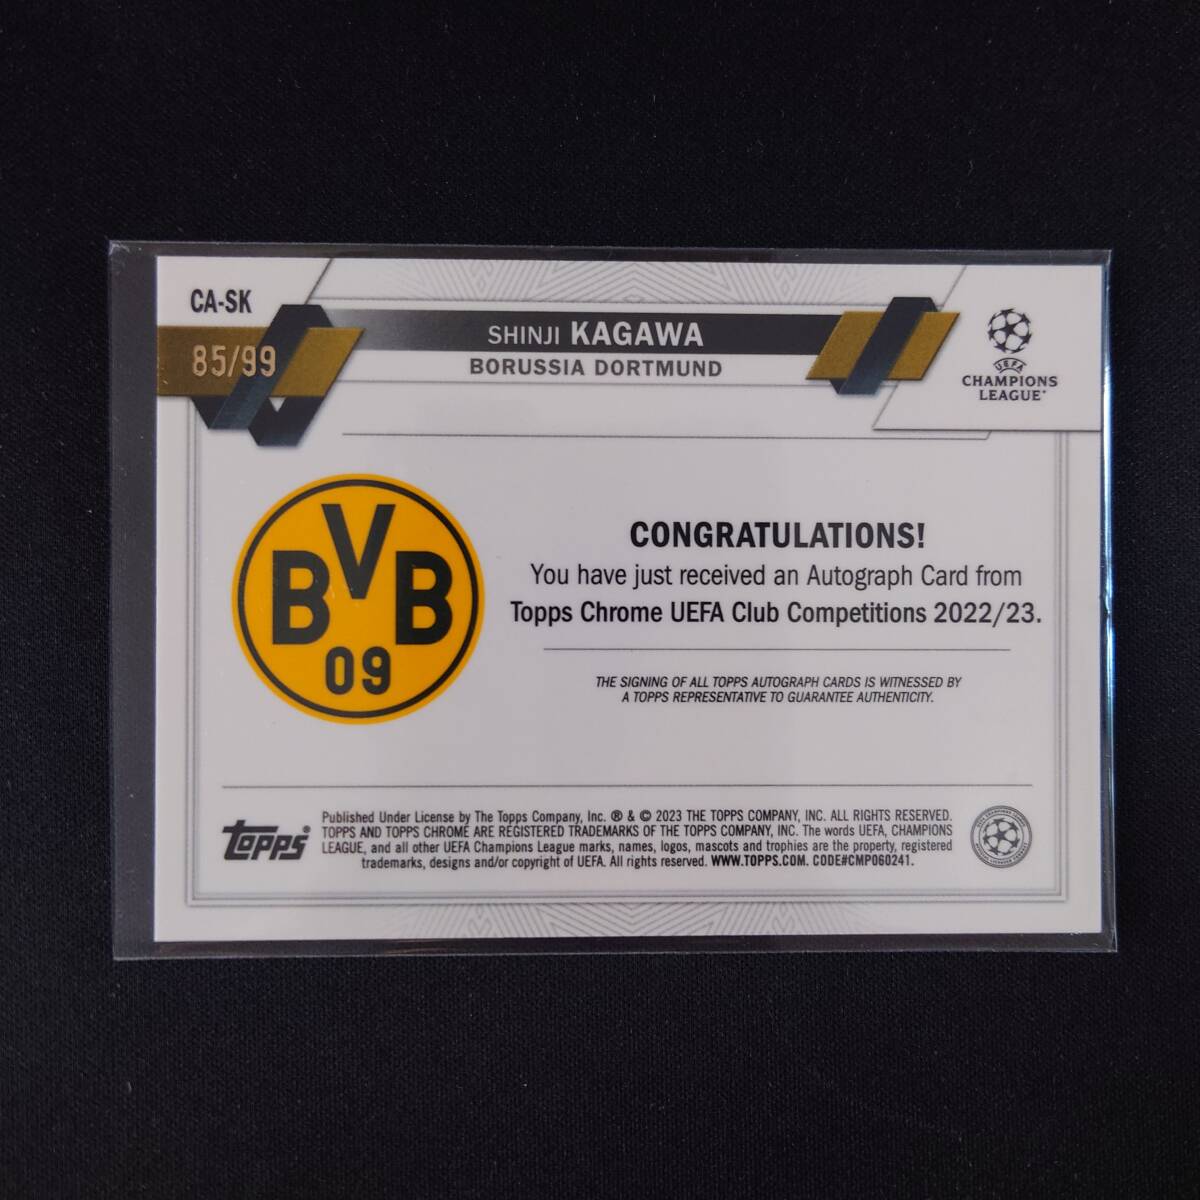 CA-SK
85/99
SHINJI KAGAWA
BORUSSIA DORTMUND
UEFA
CHAMPIONS
LEAGUE®
BVB
09
CONGRATULATIONS!
You have just received an Autograph Card from
Topps Chrome UEFA Club Competitions 2022/23.
THE SIGNING OF ALL TOPPS AUTOGRAPH CARDS IS WITNESSED BY
A TOPPS REPRESENTATIVE TO GUARANTEE AUTHENTICITY.
topps
Published Under License by The Topps Company, Inc. ® & © 2023 THE TOPPS COMPANY, INC. ALL RIGHTS RESERVED.
TOPPS AND TOPPS CHROME ARE REGISTERED TRADEMARKS OF THE TOPPS COMPANY, INC. The words UEFA, CHAMPIONS
LEAGUE, and all other UEFA Champions League marks, names, logos, mascots and trophies are the property, registered
trademarks, designs and/or copyright of UEFA. All rights reserved. WWW.TOPPS.COM. CODE#CMP060241.